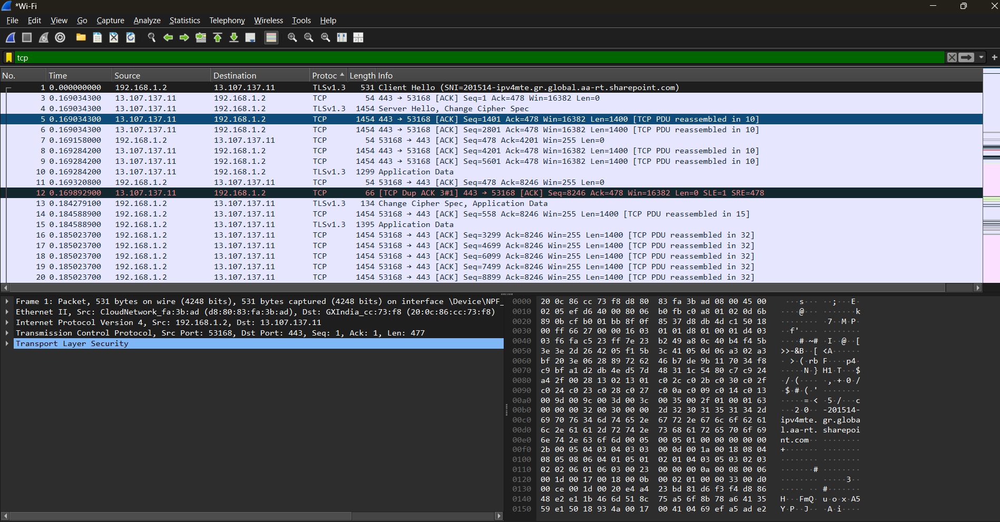 *Wi-Fi
File Edit View Go Capture Analyze Statistics Telephony Wireless Tools Help
tcp
No. Time Source Destination Protoc Length Info
1 0.000000000 192.168.1.2 13.107.137.11 TLSv1.3 531 Client Hello (SNI=201514-ipv4mte.gr.global.aa-rt.sharepoint.com)
3 0.169034300 13.107.137.11 192.168.1.2 TCP 54 443 → 53168 [ACK] Seq=1 Ack=478 Win=16382 Len=0
4 0.169034300 13.107.137.11 192.168.1.2 TLSv1.3 1454 Server Hello, Change Cipher Spec
5 0.169034300 13.107.137.11 192.168.1.2 TCP 1454 443 → 53168 [ACK] Seq=1401 Ack=478 Win=16382 Len=1400 [TCP PDU reassembled in 10]
6 0.169034300 13.107.137.11 192.168.1.2 TCP 1454 443 → 53168 [ACK] Seq=2801 Ack=478 Win=16382 Len=1400 [TCP PDU reassembled in 10]
7 0.169158000 192.168.1.2 13.107.137.11 TCP 54 53168 → 443 [ACK] Seq=478 Ack=4201 Win=255 Len=0
8 0.169284200 13.107.137.11 192.168.1.2 TCP 1454 443 → 53168 [ACK] Seq=4201 Ack=478 Win=16382 Len=1400 [TCP PDU reassembled in 10]
9 0.169284200 13.107.137.11 192.168.1.2 TCP 1454 443 → 53168 [ACK] Seq=5601 Ack=478 Win=16382 Len=1400 [TCP PDU reassembled in 10]
10 0.169284200 13.107.137.11 192.168.1.2 TLSv1.3 1299 Application Data
11 0.169320800 192.168.1.2 13.107.137.11 TCP 54 53168 → 443 [ACK] Seq=478 Ack=8246 Win=255 Len=0
12 0.169892900 13.107.137.11 192.168.1.2 TCP 66 [TCP Dup ACK 3#1] 443 → 53168 [ACK] Seq=8246 Ack=478 Win=16382 Len=0 SLE=1 SRE=478
13 0.184279100 192.168.1.2 13.107.137.11 TLSv1.3 134 Change Cipher Spec, Application Data
14 0.184588900 192.168.1.2 13.107.137.11 TCP 1454 53168 → 443 [ACK] Seq=558 Ack=8246 Win=255 Len=1400 [TCP PDU reassembled in 15]
15 0.184588900 192.168.1.2 13.107.137.11 TLSv1.3 1395 Application Data
16 0.185023700 192.168.1.2 13.107.137.11 TCP 1454 53168 → 443 [ACK] Seq=3299 Ack=8246 Win=255 Len=1400 [TCP PDU reassembled in 32]
17 0.185023700 192.168.1.2 13.107.137.11 TCP 1454 53168 → 443 [ACK] Seq=4699 Ack=8246 Win=255 Len=1400 [TCP PDU reassembled in 32]
18 0.185023700 192.168.1.2 13.107.137.11 TCP 1454 53168 → 443 [ACK] Seq=6099 Ack=8246 Win=255 Len=1400 [TCP PDU reassembled in 32]
19 0.185023700 192.168.1.2 13.107.137.11 TCP 1454 53168 → 443 [ACK] Seq=7499 Ack=8246 Win=255 Len=1400 [TCP PDU reassembled in 32]
20 0.185023700 192.168.1.2 13.107.137.11 TCP 1454 53168 → 443 [ACK] Seq=8899 Ack=8246 Win=255 Len=1400 [TCP PDU reassembled in 32]
Frame 1: Packet, 531 bytes on wire (4248 bits), 531 bytes captured (4248 bits) on interface \Device\NPF_
Ethernet II, Src: CloudNetwork_fa:3b:ad (d8:80:83:fa:3b:ad), Dst: GXIndia_cc:73:f8 (20:0c:86:cc:73:f8)
Internet Protocol Version 4, Src: 192.168.1.2, Dst: 13.107.137.11
Transmission Control Protocol, Src Port: 53168, Dst Port: 443, Seq: 1, Ack: 1, Len: 477
Transport Layer Security
0000 20 0c 86 cc 73 f8 d8 80 83 fa 3b ad 08 00 45 00 ···s···· ··;···E·
0010 02 05 ef d6 40 00 80 06 b0 fb c0 a8 01 02 0d 6b ····@··· ·······k
0020 89 0b cf b0 01 bb 8f 0f 85 37 d8 db 4d c1 50 18 ········ ·7··M·P·
0030 00 ff 66 27 00 00 16 03 01 01 d8 01 00 01 d4 03 ··f'···· ········
0040 03 f6 fa c5 23 ff 7e 23 b2 49 a8 0c 40 b4 f4 5b ····#·~# ·I··@··[
0050 3e 3e 2d 26 42 05 f1 5b 3c 41 05 0d 06 a3 02 a3 >>-&B··[ <A······
0060 bf 20 3e 06 28 89 72 62 46 b7 de 9b 11 70 34 f8 · >·(·rb F····p4·
0070 c9 bf a1 d2 db 4e d5 7d 48 31 1c 54 80 c7 c9 24 ·····N·} H1·T···$
0080 a4 2f 00 28 13 02 13 01 c0 2c c0 2b c0 30 c0 2f ·/·(···· ·,·+·0·/
0090 c0 24 c0 23 c0 28 c0 27 c0 0a c0 09 c0 14 c0 13 ·$·#·(·' ········
00a0 00 9d 00 9c 00 3d 00 3c 00 35 00 2f 01 00 01 63 ·····=·< ·5·/···c
00b0 00 00 00 32 00 30 00 00 2d 32 30 31 35 31 34 2d ···2·0·· -201514-
00c0 69 70 76 34 6d 74 65 2e 67 72 2e 67 6c 6f 62 61 ipv4mte. gr.globa
00d0 6c 2e 61 61 2d 72 74 2e 73 68 61 72 65 70 6f 69 l.aa-rt. sharepoi
00e0 6e 74 2e 63 6f 6d 00 05 00 05 01 00 00 00 00 00 nt.com·· ········
00f0 2b 00 05 04 03 04 03 03 00 0d 00 1a 00 18 08 04 +······· ········
0100 08 05 08 06 04 01 05 01 02 01 04 03 05 03 02 03 ········ ········
0110 02 02 06 01 06 03 00 23 00 00 00 0a 00 08 00 06 ·······# ········
0120 00 1d 00 17 00 18 00 0b 00 02 01 00 00 33 00 d0 ········ ·····3··
0130 00 ce 00 1d 00 20 e4 a4 23 bd 81 d6 f3 f4 d8 86 ····· ·· #·······
0140 48 e2 e1 1b 46 6d 51 8c 75 a5 6f 8b 78 a6 41 35 H···FmQ· u·o·x·A5
0150 59 e1 50 18 93 4a 00 17 00 41 04 69 ef a5 ad e2 Y·P··J·· ·A·i····